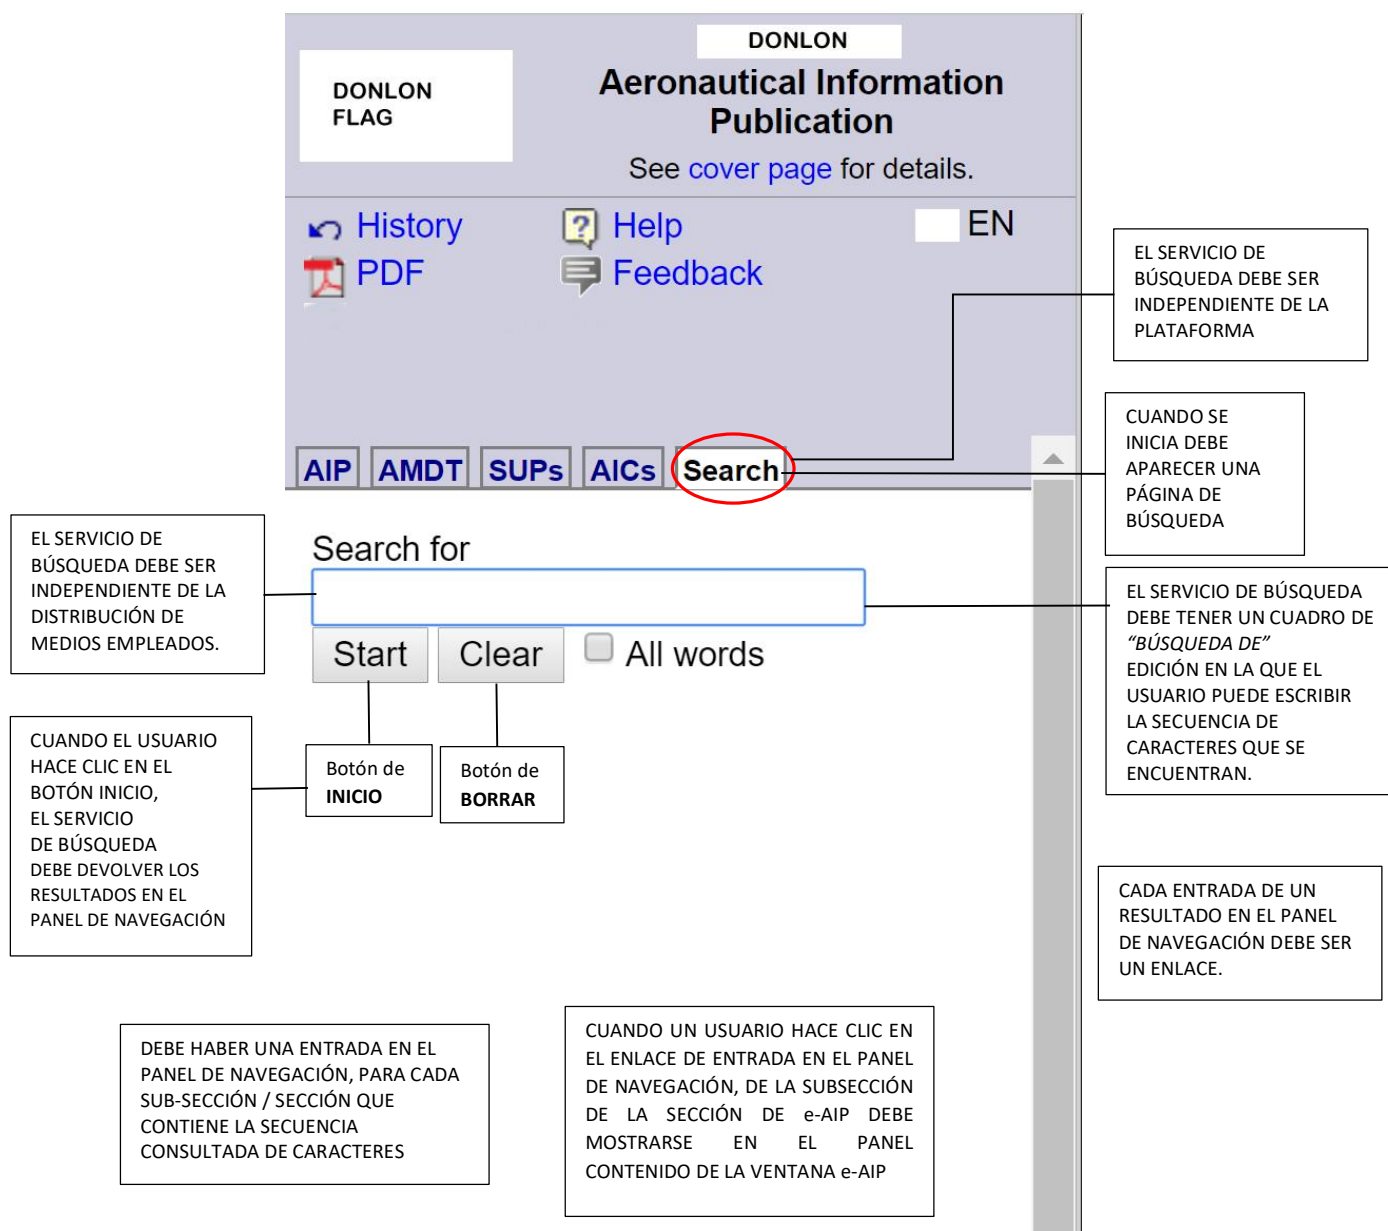 DONLON
DONLON
FLAG
Aeronautical Information
Publication
See cover page for details.
History
Help
EN
PDF
Feedback
EL SERVICIO DE
BÚSQUEDA DEBE SER
INDEPENDIENTE DE LA
PLATAFORMA
CUANDO SE
INICIA DEBE
APARECER UNA
PÁGINA DE
BÚSQUEDA
AIP
AMDT
SUPs
AICs
Search
EL SERVICIO DE
BÚSQUEDA DEBE SER
INDEPENDIENTE DE LA
DISTRIBUCIÓN DE
MEDIOS EMPLEADOS.
Search for
Start
Clear
All words
EL SERVICIO DE BÚSQUEDA
DEBE TENER UN CUADRO DE
“BÚSQUEDA DE”
EDICIÓN EN LA QUE EL
USUARIO PUEDE ESCRIBIR
LA SECUENCIA DE
CARACTERES QUE SE
ENCUENTRAN.
CUANDO EL USUARIO
HACE CLIC EN EL
BOTÓN INICIO,
EL SERVICIO
DE BÚSQUEDA
DEBE DEVOLVER LOS
RESULTADOS EN EL
PANEL DE NAVEGACIÓN
Botón de
INICIO
Botón de
BORRAR
CADA ENTRADA DE UN
RESULTADO EN EL PANEL
DE NAVEGACIÓN DEBE SER
UN ENLACE.
DEBE HABER UNA ENTRADA EN EL
PANEL DE NAVEGACIÓN, PARA CADA
SUB-SECCIÓN / SECCIÓN QUE
CONTIENE LA SECUENCIA
CONSULTADA DE CARACTERES
CUANDO UN USUARIO HACE CLIC EN
EL ENLACE DE ENTRADA EN EL PANEL
DE NAVEGACIÓN, DE LA SUBSECCIÓN
DE LA SECCIÓN DE e-AIP DEBE
MOSTRARSE EN EL PANEL
CONTENIDO DE LA VENTANA e-AIP